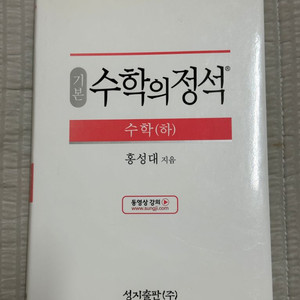 기본 수학의정석®
수학(하)
홍성대 지음
동영상 강의
www.sungji.com
성지출판(주)